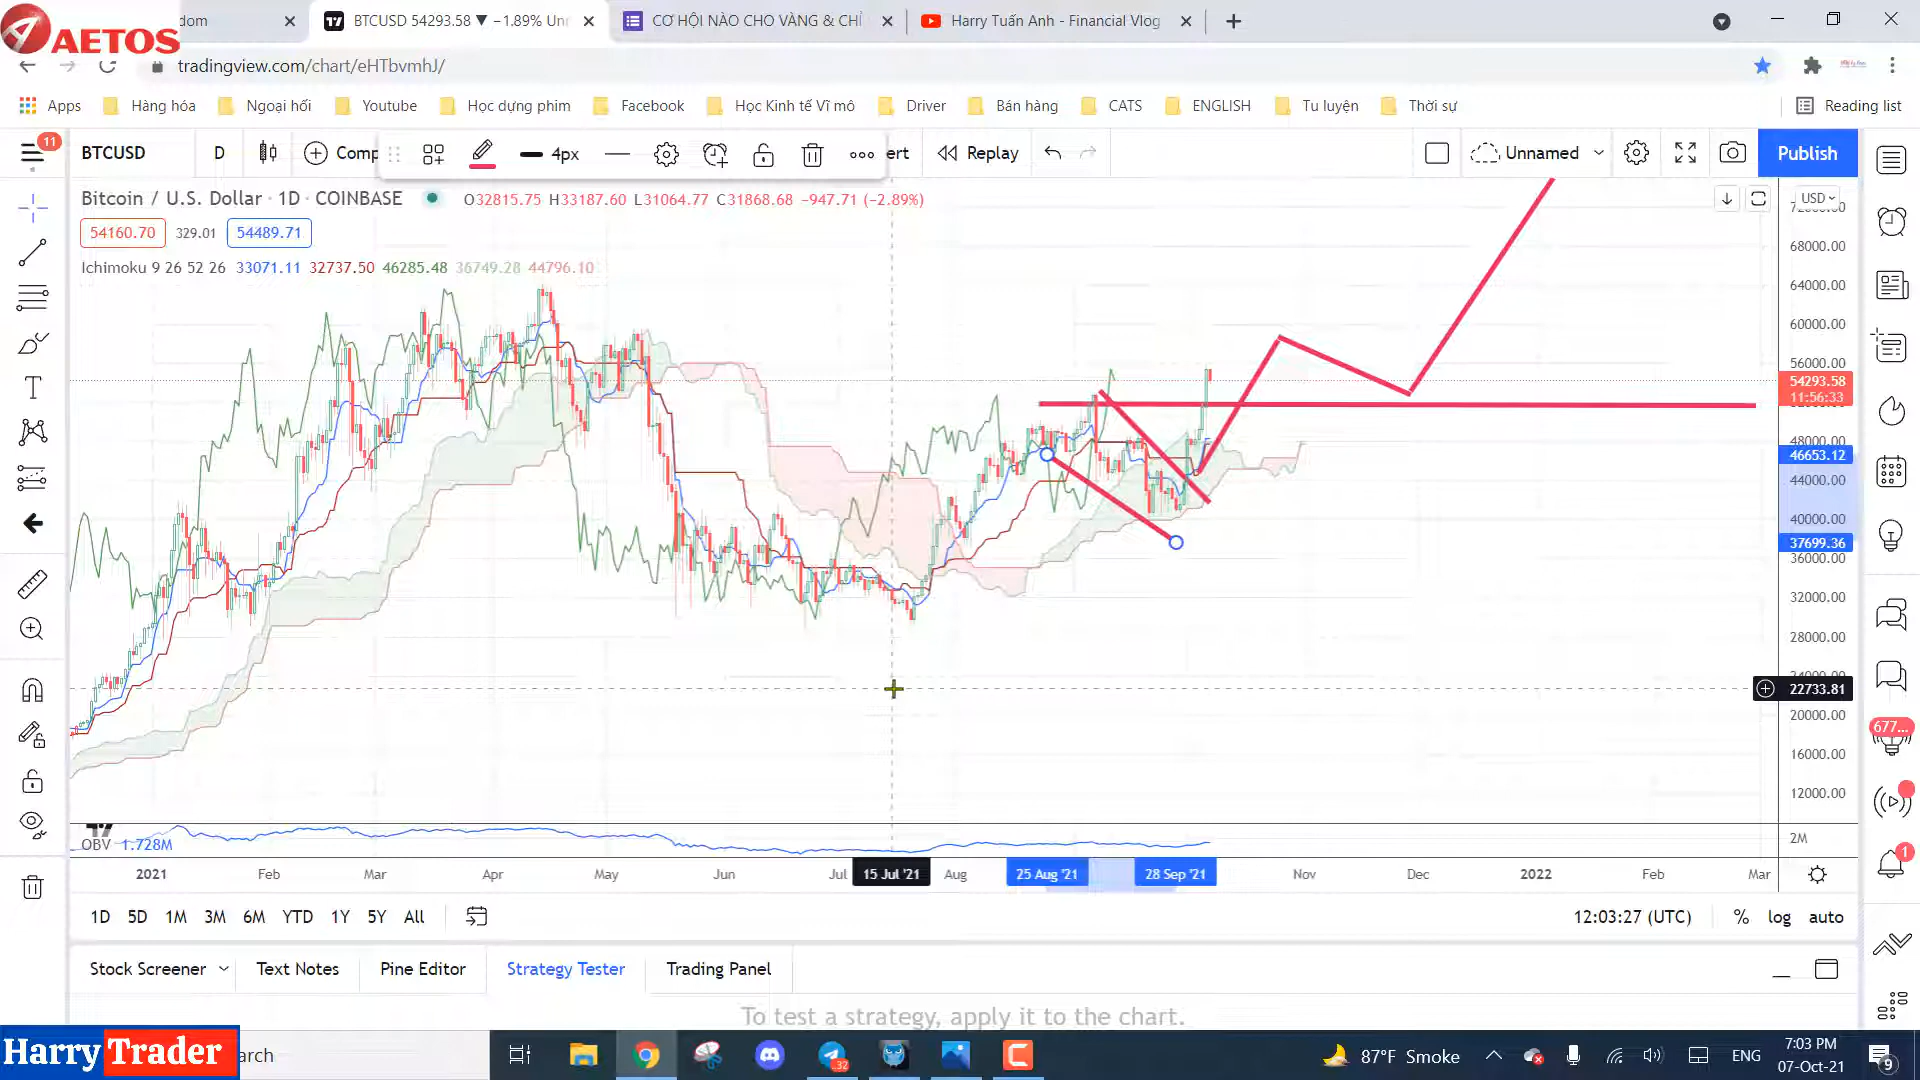 AETOS
dom
BTCUSD 54293.58 ▼ −1.89% Unn
CƠ HỘI NÀO CHO VÀNG & CHỈ
Harry Tuấn Anh - Financial Vlog
tradingview.com/chart/eHTbvmhJ/
Apps
Hàng hóa
Ngoại hối
Youtube
Học dựng phim
Facebook
Học Kinh tế Vĩ mô
Driver
Bán hàng
CATS
ENGLISH
Tu luyện
Thời sự
Reading list
11
BTCUSD
D
Comp
4px
ert
Replay
Unnamed
Publish
Bitcoin / U.S. Dollar · 1D · COINBASE
O32815.75 H33187.60 L31064.77 C31868.68 −947.71 (−2.89%)
USD
54160.70
329.01
54489.71
Ichimoku 9 26 52 26 33071.11 32737.50 46285.48 36749.28 44796.10
68000.00
64000.00
60000.00
56000.00
54293.58
11:56:33
48000.00
46653.12
44000.00
40000.00
37699.36
36000.00
32000.00
28000.00
22733.81
20000.00
16000.00
12000.00
677...
OBV 1.728M
2M
1
2021
Feb
Mar
Apr
May
Jun
Jul
15 Jul '21
Aug
25 Aug '21
28 Sep '21
Nov
Dec
2022
Feb
Mar
1D 5D 1M 3M 6M YTD 1Y 5Y All
12:03:27 (UTC)
% log auto
Stock Screener
Text Notes
Pine Editor
Strategy Tester
Trading Panel
To test a strategy, apply it to the chart.
Harry Trader
earch
32
87°F Smoke
ENG
7:03 PM
07-Oct-21
9